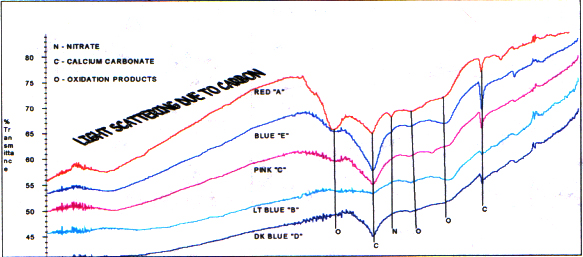 N - NITRATE
C - CALCIUM CARBONATE
O - OXIDATION PRODUCTS
LIGHT SCATTERING DUE TO CARBON
80
75
70
65
60
55
50
45
%
Tr
an
sm
itta
nc
e
RED "A"
BLUE "E"
PINK "C"
LT BLUE "B"
DK BLUE "D"
O
C
N
O
O
C